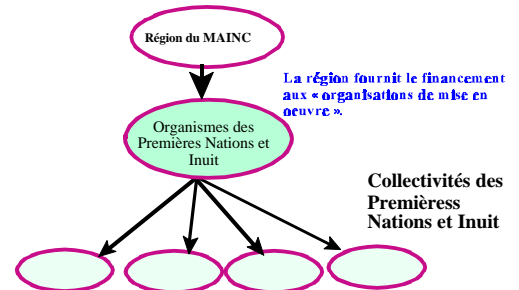 Région du MAINC
La région fournit le financement
aux « organisations de mise en
oeuvre ».
Organismes des
Premières Nations et
Inuit
Collectivités des
Premièress
Nations et Inuit